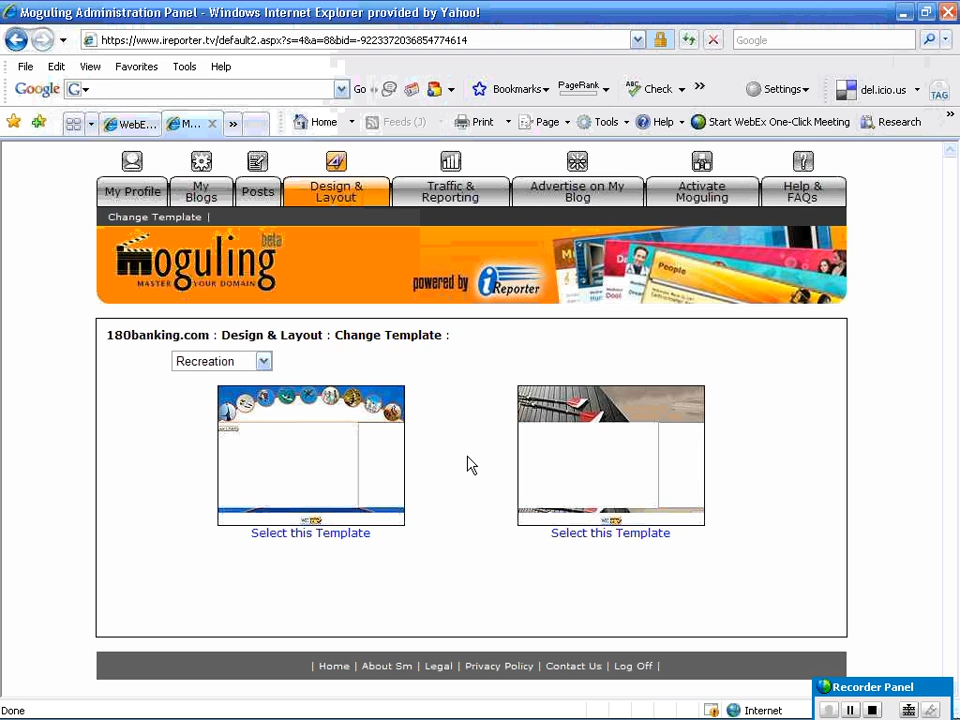 Moguling Administration Panel - Windows Internet Explorer provided by Yahoo!
https://www.ireporter.tv/default2.aspx?s=4&a=8&bid=-9223372036854774614
Google
File Edit View Favorites Tools Help
Google G Go Bookmarks PageRank ABC Check » Settings del.icio.us TAG
WebE... M... » Home Feeds (J) Print Page Tools Help Start WebEx One-Click Meeting Research »
My Profile My Blogs Posts Design & Layout Traffic & Reporting Advertise on My Blog Activate Moguling Help & FAQs
Change Template |
moguling beta
MASTER YOUR DOMAIN
powered by iReporter
People
180banking.com : Design & Layout : Change Template :
Recreation
Select this Template Select this Template
| Home | About Sm | Legal | Privacy Policy | Contact Us | Log Off |
Recorder Panel
Done Internet